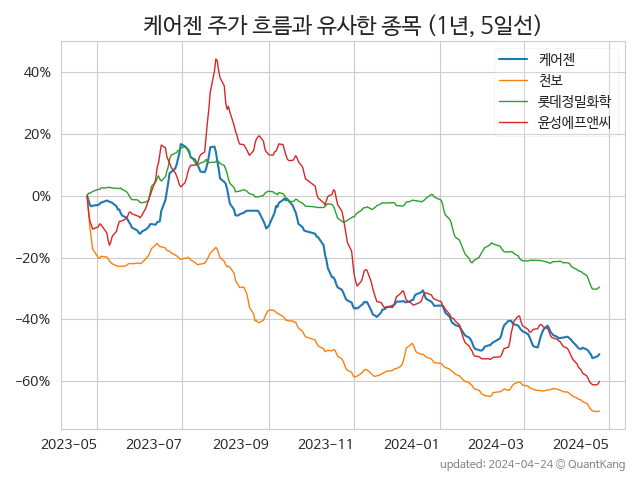 케어젠 주가 흐름과 유사한 종목 (1년, 5일선)
케어젠
천보
롯데정밀화학
윤성에프앤씨
40%
20%
0%
−20%
−40%
−60%
2023-05 2023-07 2023-09 2023-11 2024-01 2024-03 2024-05
updated: 2024-04-24 © QuantKang